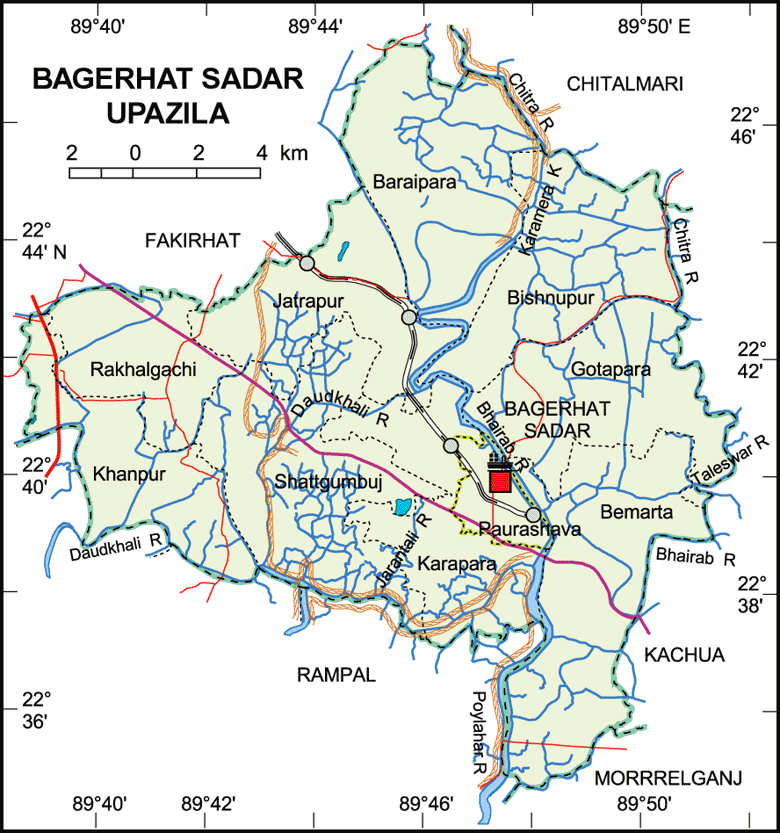 89° 40'
89° 44'
89° 50' E
BAGERHAT SADAR
UPAZILA
2 0 2 4 km
CHITALMARI
Chitra R
22°
46'
Baraipara
Karamera K
22°
44' N
FAKIRHAT
Chitra R
Jatrapur
Bishnupur
22°
42'
Rakhalgachi
Gotapara
Daudkhali R
Bhairab R
BAGERHAT
SADAR
22°
40'
Khanpur
Shattgumbuj
Taleswar R
Paurashava
Bemarta
Daudkhali R
Jarantali R
Karapara
Bhairab R
22°
38'
RAMPAL
KACHUA
22°
36'
Poylahar R
MORRRELGANJ
89° 40'
89° 42'
89° 46'
89° 50'